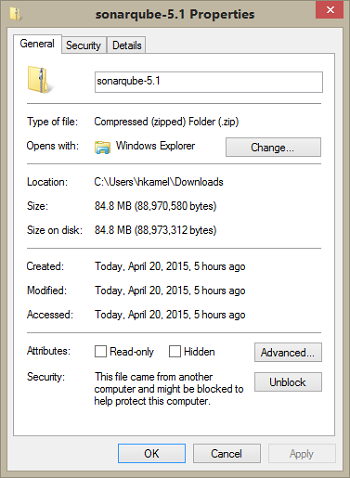 sonarqube-5.1 Properties
General Security Details
sonarqube-5.1
Type of file: Compressed (zipped) Folder (.zip)
Opens with: Windows Explorer Change...
Location: C:\Users\hkamel\Downloads
Size: 84.8 MB (88,970,580 bytes)
Size on disk: 84.8 MB (88,973,312 bytes)
Created: Today, April 20, 2015, 5 hours ago
Modified: Today, April 20, 2015, 5 hours ago
Accessed: Today, April 20, 2015, 5 hours ago
Attributes: Read-only Hidden Advanced...
Security: This file came from another Unblock
computer and might be blocked to
help protect this computer.
OK Cancel Apply